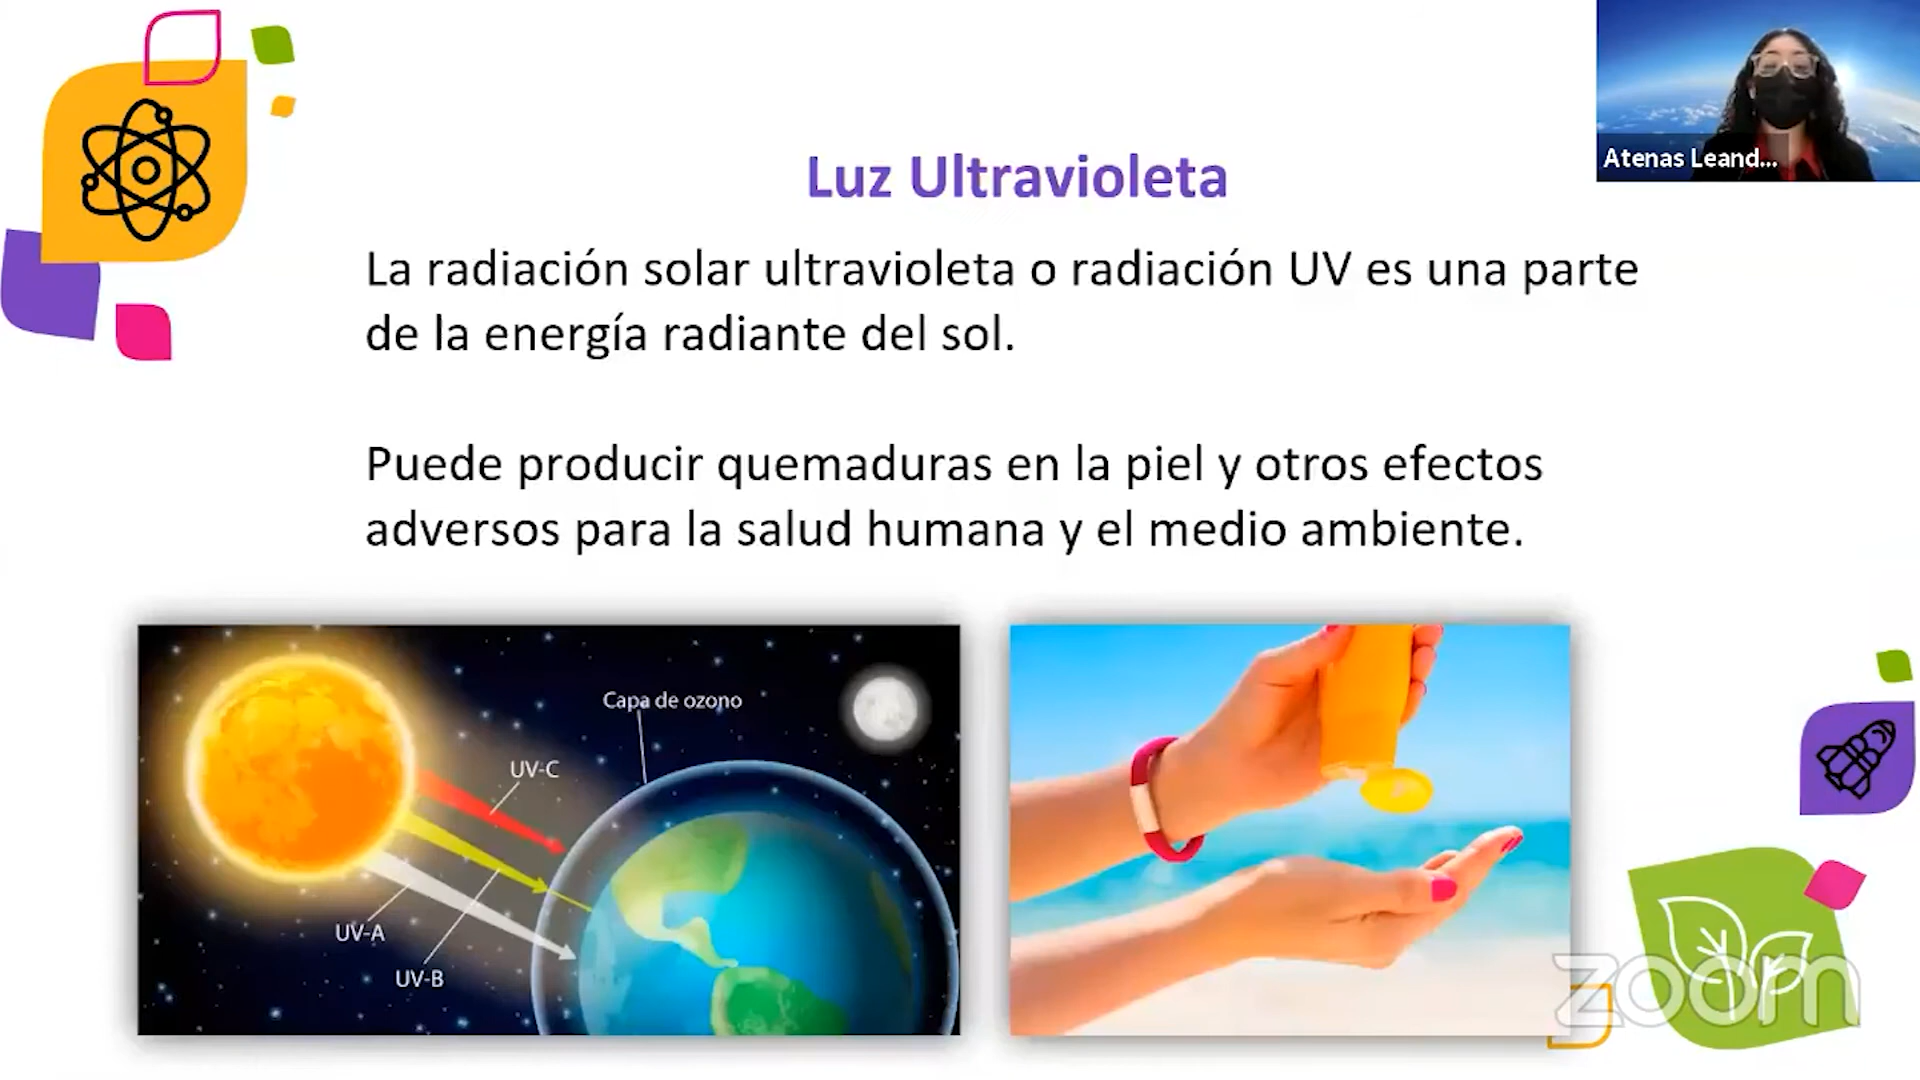 Atenas Leand...
Luz Ultravioleta
La radiación solar ultravioleta o radiación UV es una parte
de la energía radiante del sol.
Puede producir quemaduras en la piel y otros efectos
adversos para la salud humana y el medio ambiente.
Capa de ozono
UV-C
UV-A
UV-B
zoom